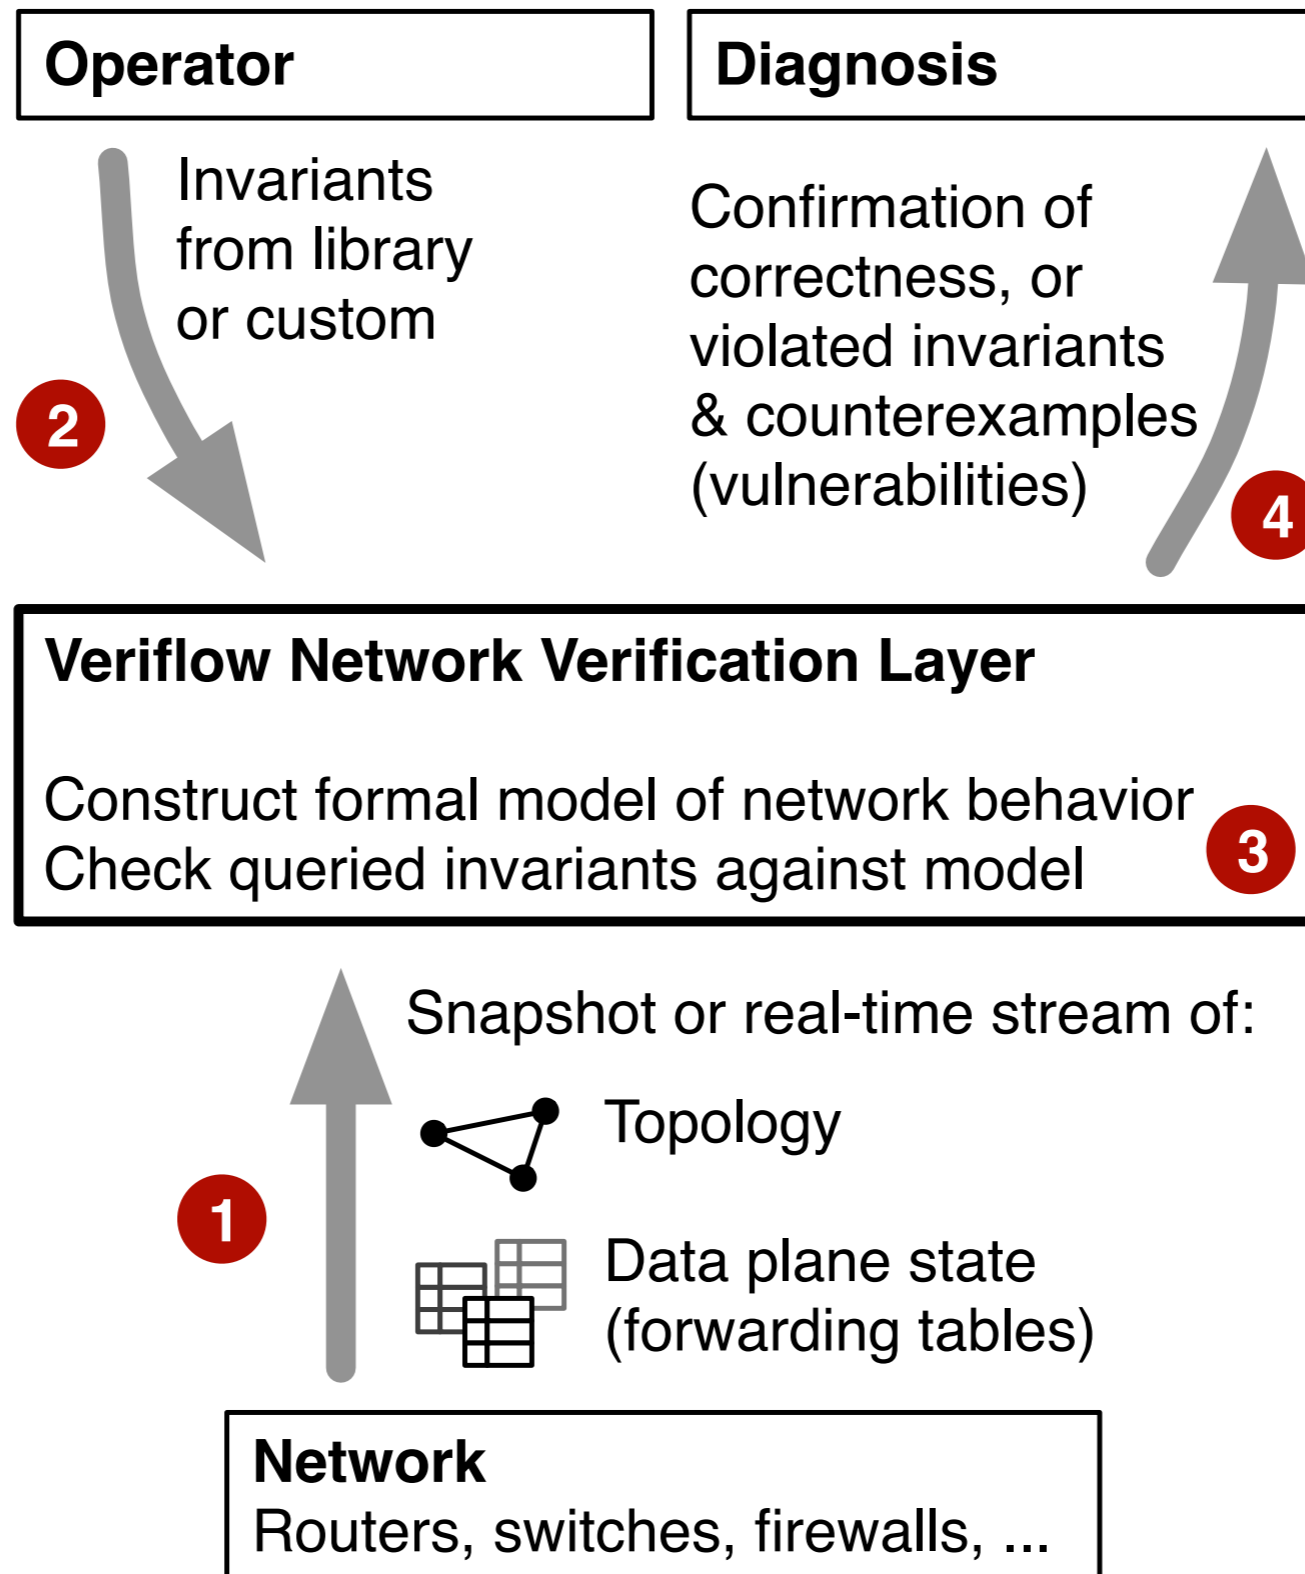 Operator
Diagnosis
Invariants
from library
or custom
Confirmation of
correctness, or
violated invariants
& counterexamples
(vulnerabilities)
2
4
Veriflow Network Verification Layer
Construct formal model of network behavior
Check queried invariants against model
3
Snapshot or real-time stream of:
Topology
1
Data plane state
(forwarding tables)
Network
Routers, switches, firewalls, ...